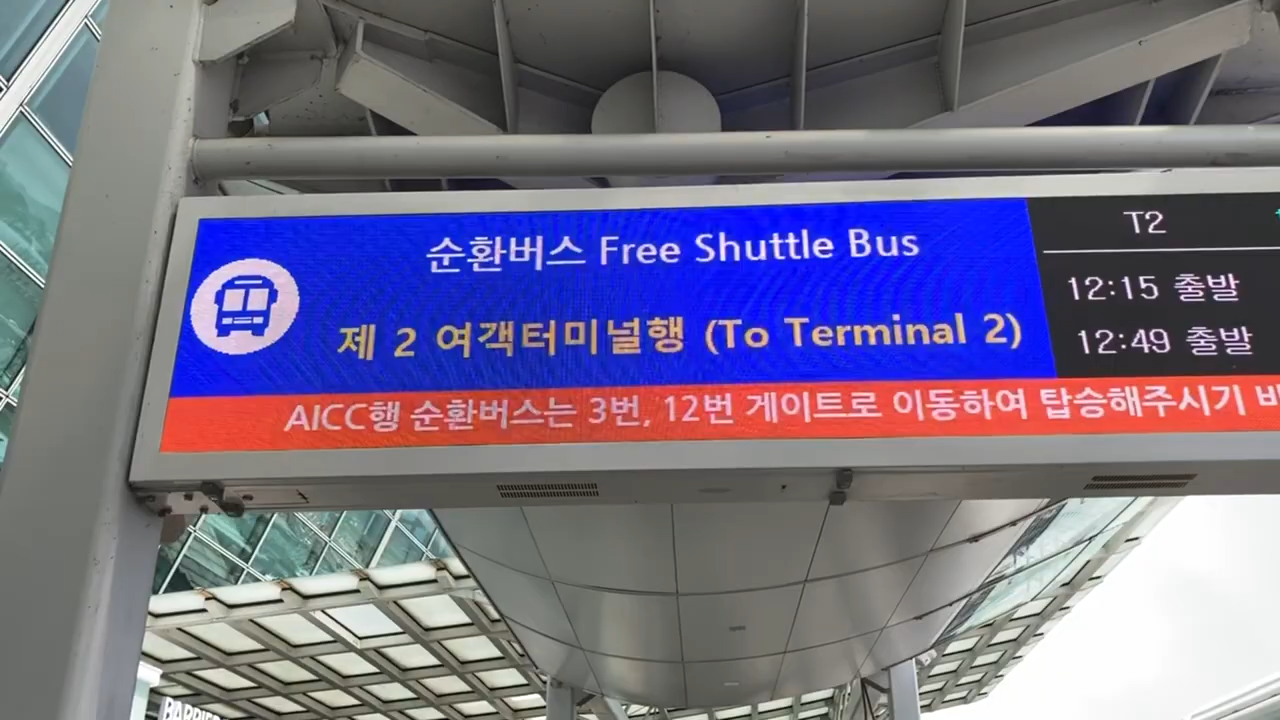 순환버스 Free Shuttle Bus
제 2 여객터미널행 (To Terminal 2)
T2
12:15 출발
12:49 출발
AICC행 순환버스는 3번, 12번 게이트로 이동하여 탑승해주시기